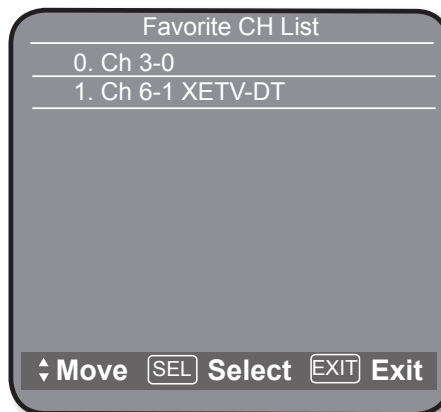 Favorite CH List
0. Ch 3-0
1. Ch 6-1 XETV-DT
Move SEL Select EXIT Exit